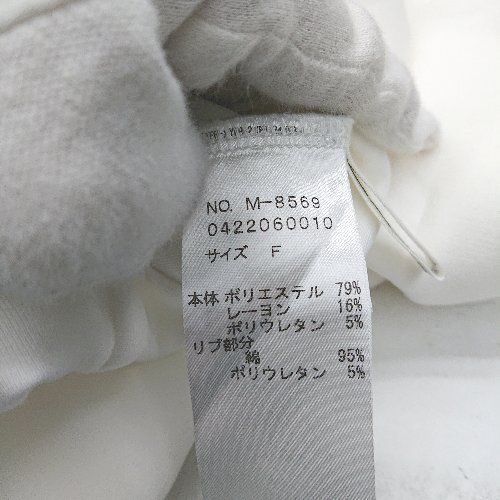 NO. M-8569
0422060010
サイズ F
本体 ポリエステル 79%
レーヨン 16%
ポリウレタン 5%
リブ部分
綿 95%
ポリウレタン 5%